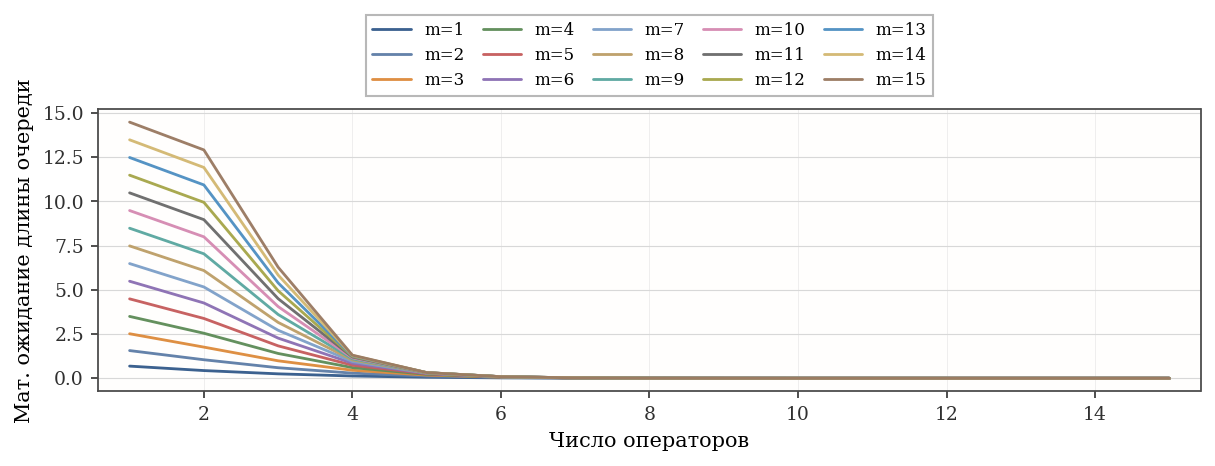 m=1 m=4 m=7 m=10 m=13
m=2 m=5 m=8 m=11 m=14
m=3 m=6 m=9 m=12 m=15
Мат. ожидание длины очереди
15.0
12.5
10.0
7.5
5.0
2.5
0.0
2 4 6 8 10 12 14
Число операторов